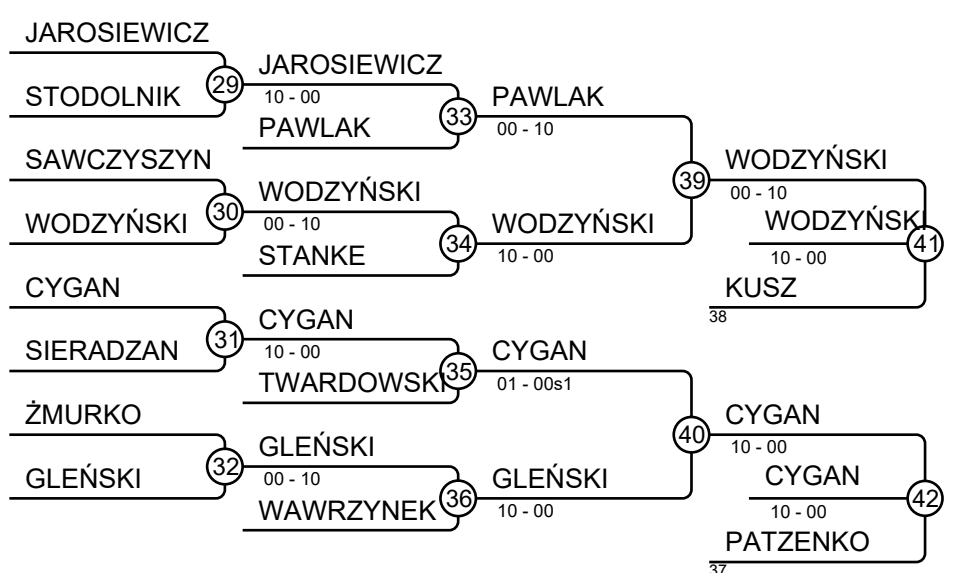 JAROSIEWICZ
STODOLNIK
29
JAROSIEWICZ
10 - 00
PAWLAK
33
PAWLAK
00 - 10
SAWCZYSZYN
WODZYŃSKI
30
WODZYŃSKI
00 - 10
STANKE
34
WODZYŃSKI
10 - 00
39
WODZYŃSKI
00 - 10
WODZYŃSKI
10 - 00
41
KUSZ
38
CYGAN
SIERADZAN
31
CYGAN
10 - 00
TWARDOWSKI
35
CYGAN
01 - 00s1
ŻMURKO
GLEŃSKI
32
GLEŃSKI
00 - 10
WAWRZYNEK
36
GLEŃSKI
10 - 00
40
CYGAN
10 - 00
CYGAN
10 - 00
42
PATZENKO
37